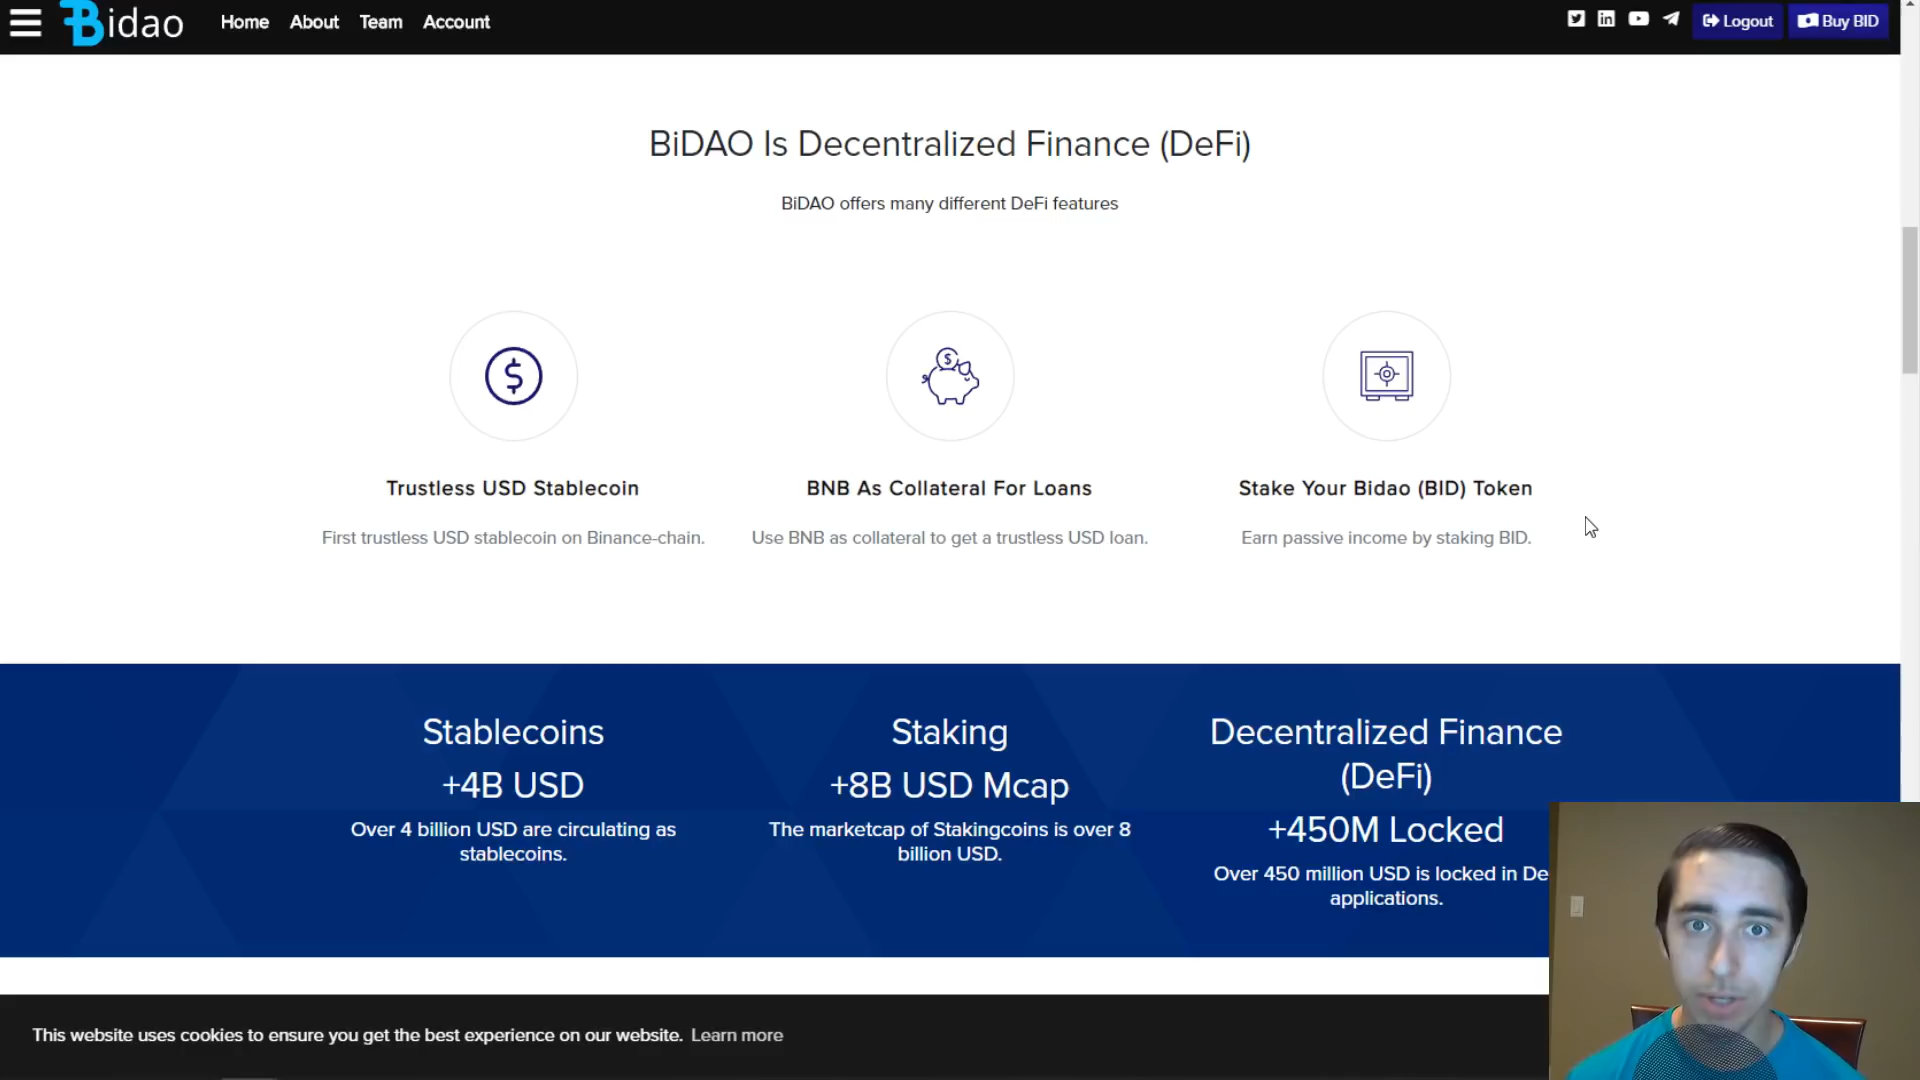 Bidao
Home About Team Account
Logout
Buy BID
BiDAO Is Decentralized Finance (DeFi)
BiDAO offers many different DeFi features
Trustless USD Stablecoin
First trustless USD stablecoin on Binance-chain.
BNB As Collateral For Loans
Use BNB as collateral to get a trustless USD loan.
Stake Your Bidao (BID) Token
Earn passive income by staking BID.
Stablecoins
+4B USD
Over 4 billion USD are circulating as
stablecoins.
Staking
+8B USD Mcap
The marketcap of Stakingcoins is over 8
billion USD.
Decentralized Finance
(DeFi)
+450M Locked
Over 450 million USD is locked in De
applications.
This website uses cookies to ensure you get the best experience on our website. Learn more